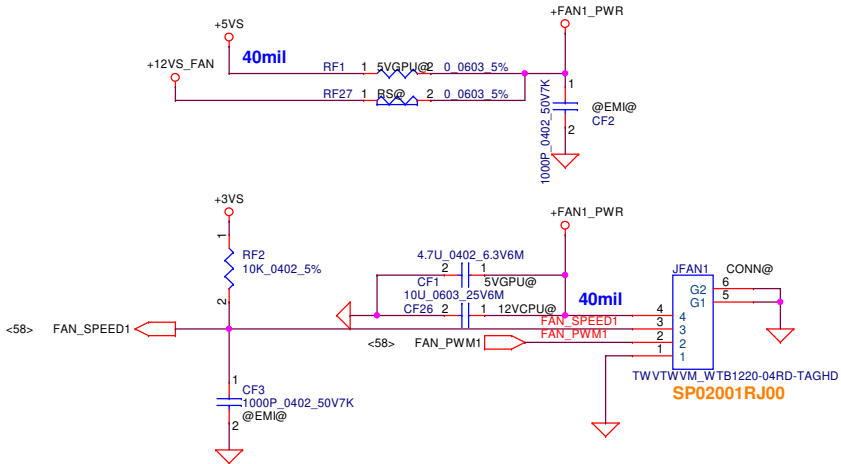 +5VS
+FAN1_PWR
40mil
+12VS_FAN
RF1 1 5VGPU@ 2 0_0603_5%
RF27 1 RS@ 2 0_0603_5%
1
@EMI@
CF2
2
1000P_0402_50V7K
+3VS
+FAN1_PWR
1
RF2
10K_0402_5%
2
4.7U_0402_6.3V6M
2 1
CF1 5VGPU@
10U_0603_25V6M
CF26 2 1 12VCPU@
40mil
JFAN1
CONN@
G2 6
G1 5
4 4
<58> FAN_SPEED1
FAN_SPEED1 3 3
FAN_PWM1 2 2
<58> FAN_PWM1
1 1
TWVTWVM_WTB1220-04RD-TAGHD
SP02001RJ00
1
CF3
1000P_0402_50V7K
@EMI@
2